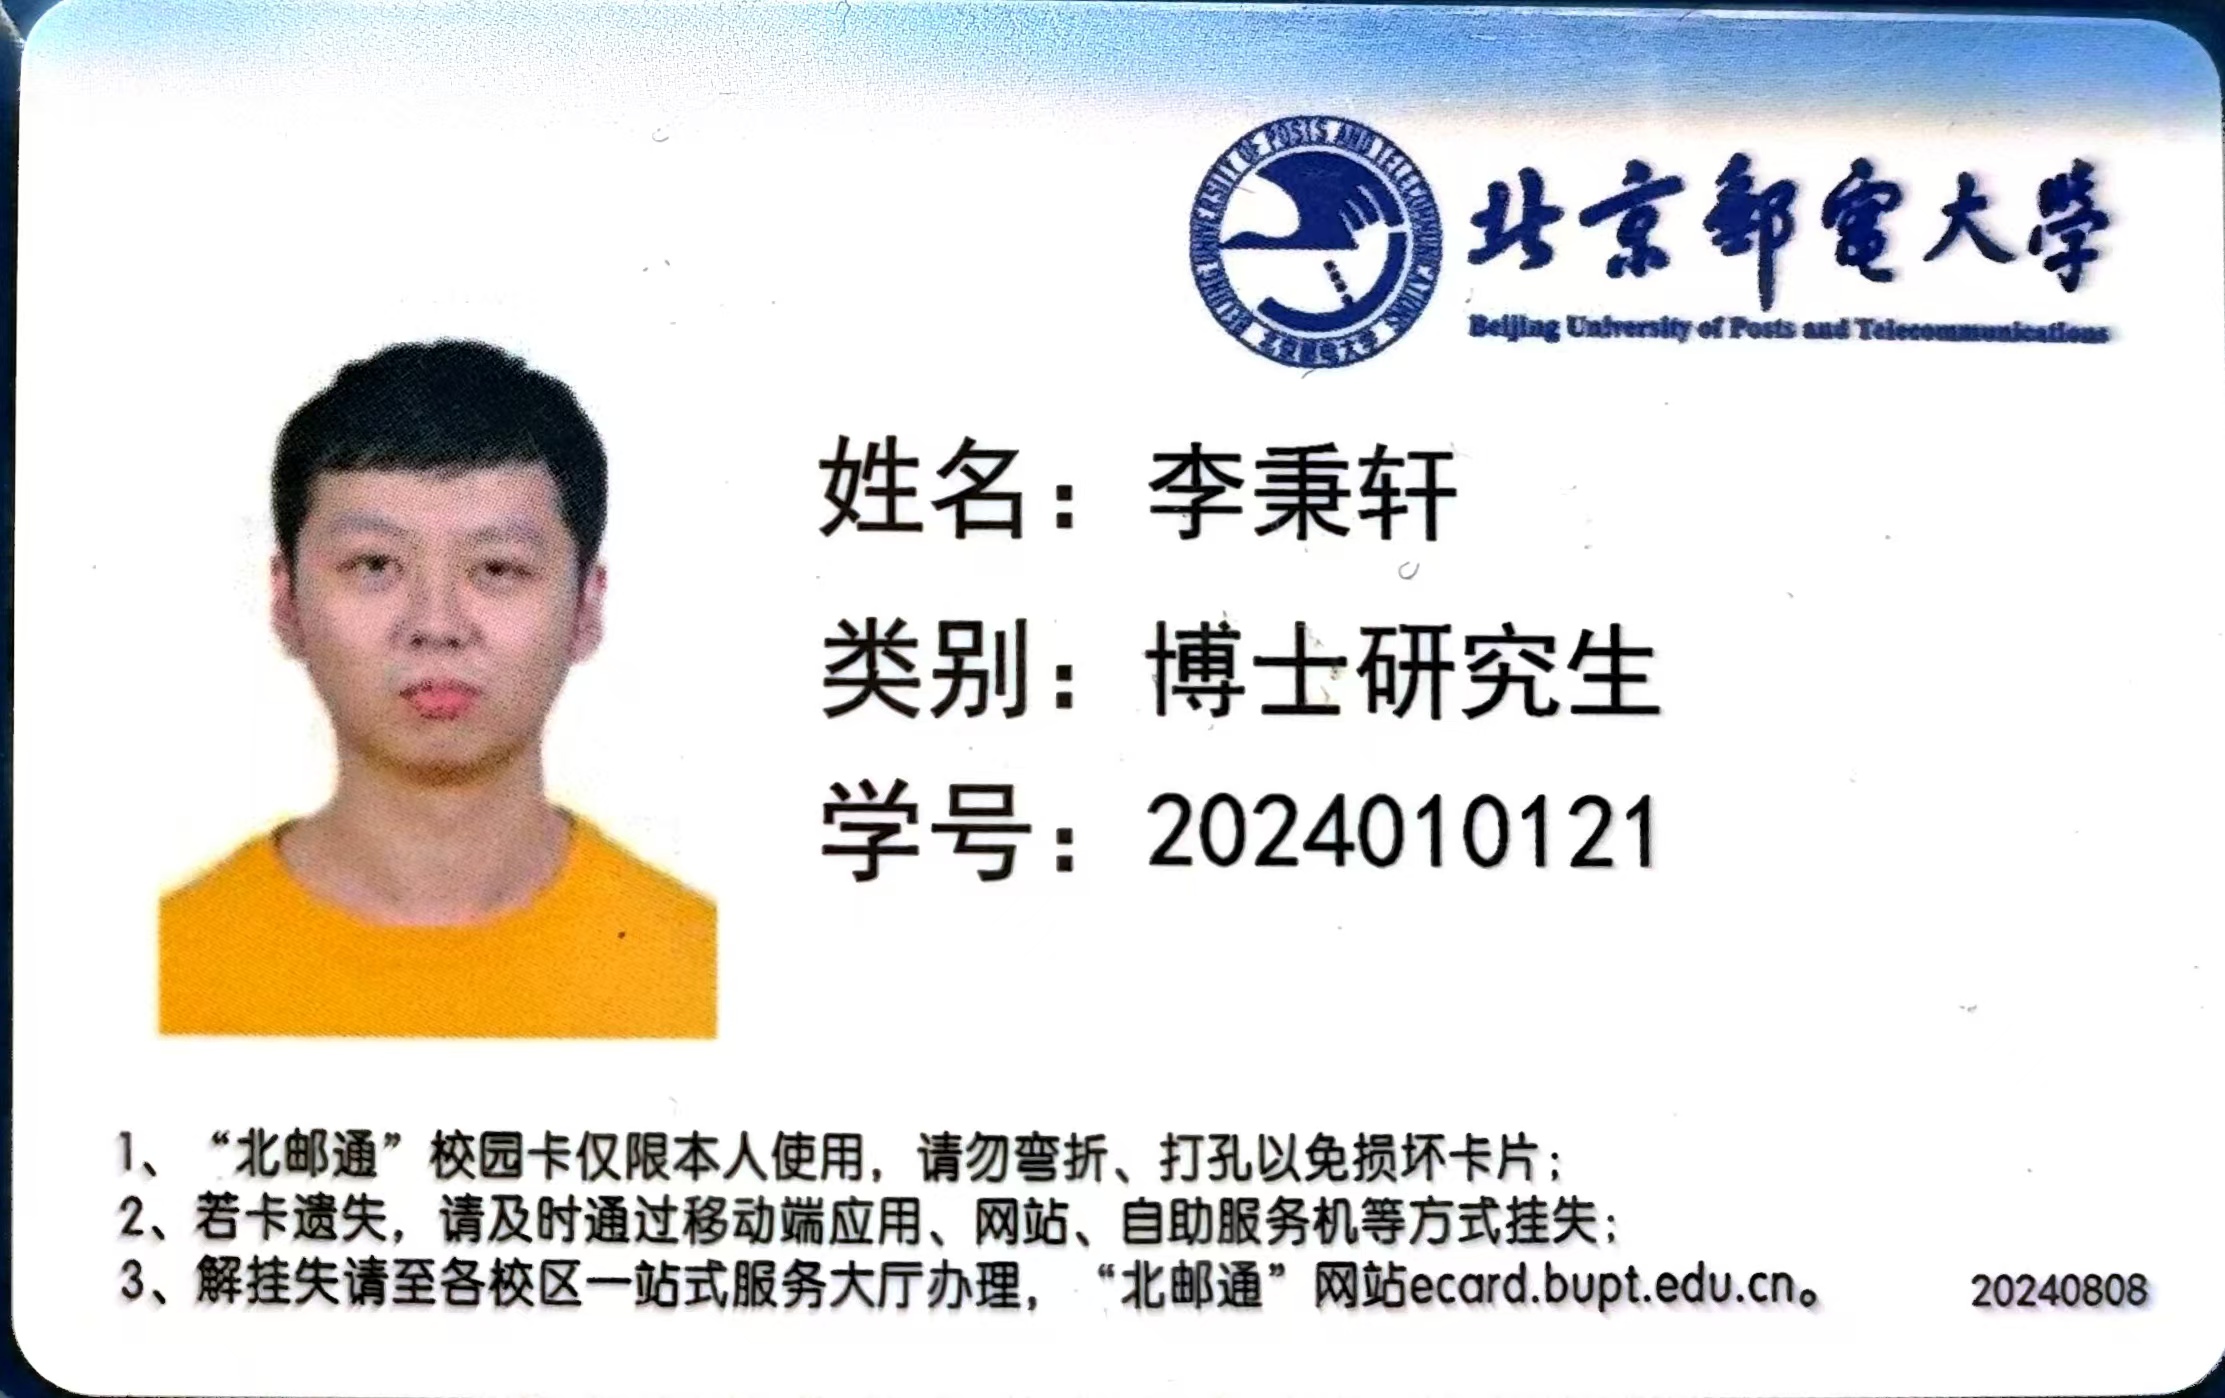 BEIJING UNIVERSITY OF POSTS AND TELECOMMUNICATIONS
北京邮电大学
北京郵電大學
Beijing University of Posts and Telecommunications
姓名：李秉轩
类别：博士研究生
学号：2024010121
1、“北邮通”校园卡仅限本人使用，请勿弯折、打孔以免损坏卡片；
2、若卡遗失，请及时通过移动端应用、网站、自助服务机等方式挂失；
3、解挂失请至各校区一站式服务大厅办理，“北邮通”网站ecard.bupt.edu.cn。
20240808